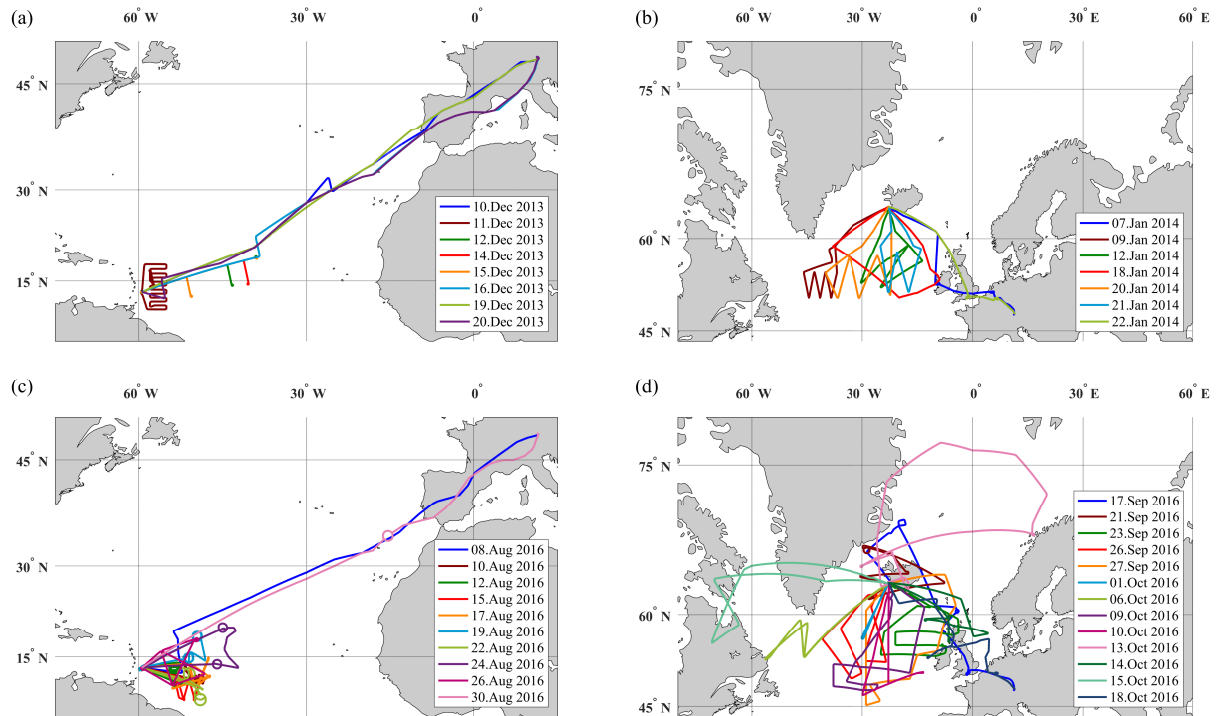 (a)
60° W
30° W
0°
45° N
30° N
15° N
10.Dec 2013
11.Dec 2013
12.Dec 2013
14.Dec 2013
15.Dec 2013
16.Dec 2013
19.Dec 2013
20.Dec 2013
(b)
60° W
30° W
0°
30° E
60° E
75° N
60° N
45° N
07.Jan 2014
09.Jan 2014
12.Jan 2014
18.Jan 2014
20.Jan 2014
21.Jan 2014
22.Jan 2014
(c)
60° W
30° W
0°
45° N
30° N
15° N
08.Aug 2016
10.Aug 2016
12.Aug 2016
15.Aug 2016
17.Aug 2016
19.Aug 2016
22.Aug 2016
24.Aug 2016
26.Aug 2016
30.Aug 2016
(d)
60° W
30° W
0°
30° E
60° E
75° N
60° N
45° N
17.Sep 2016
21.Sep 2016
23.Sep 2016
26.Sep 2016
27.Sep 2016
01.Oct 2016
06.Oct 2016
09.Oct 2016
10.Oct 2016
13.Oct 2016
14.Oct 2016
15.Oct 2016
18.Oct 2016